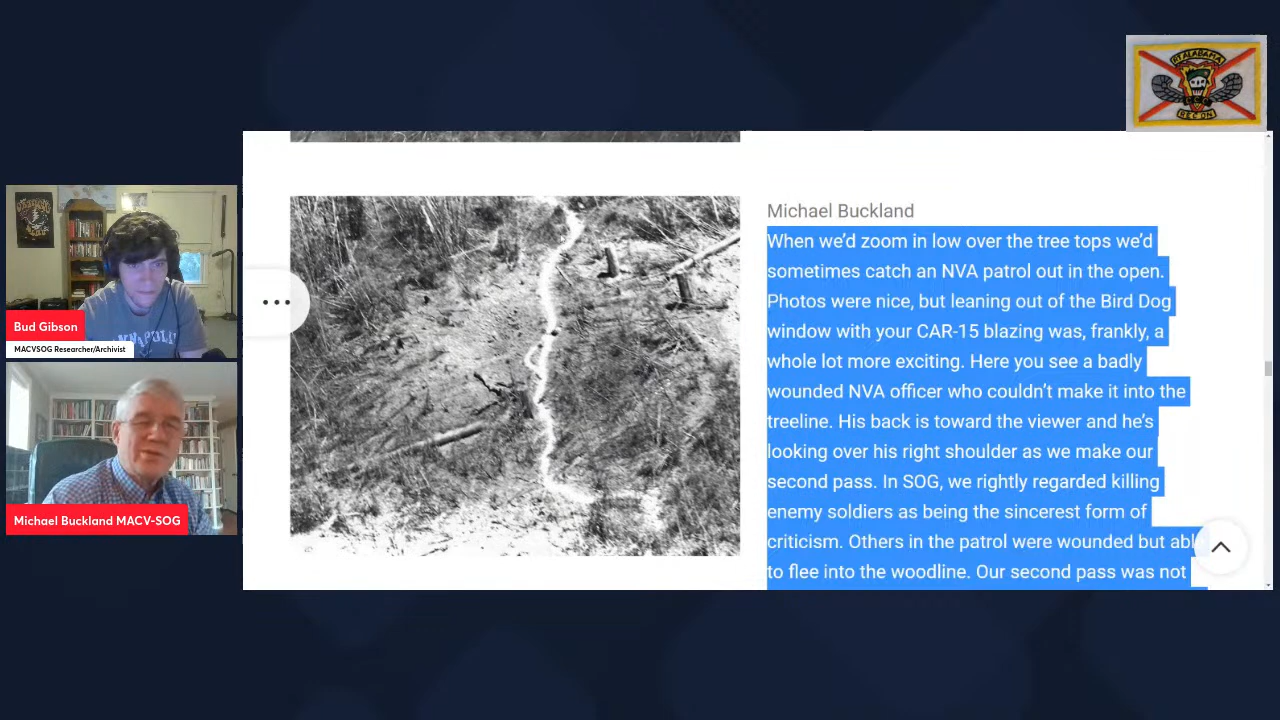 RT ALABAMA
CCN
RECON
Michael Buckland
When we’d zoom in low over the tree tops we’d
sometimes catch an NVA patrol out in the open.
Photos were nice, but leaning out of the Bird Dog
window with your CAR-15 blazing was, frankly, a
whole lot more exciting. Here you see a badly
wounded NVA officer who couldn’t make it into the
treeline. His back is toward the viewer and he’s
looking over his right shoulder as we make our
second pass. In SOG, we rightly regarded killing
enemy soldiers as being the sincerest form of
criticism. Others in the patrol were wounded but able
to flee into the woodline. Our second pass was not
Bud Gibson
MACVSOG Researcher/Archivist
ANNAPOLIS
Michael Buckland MACV-SOG